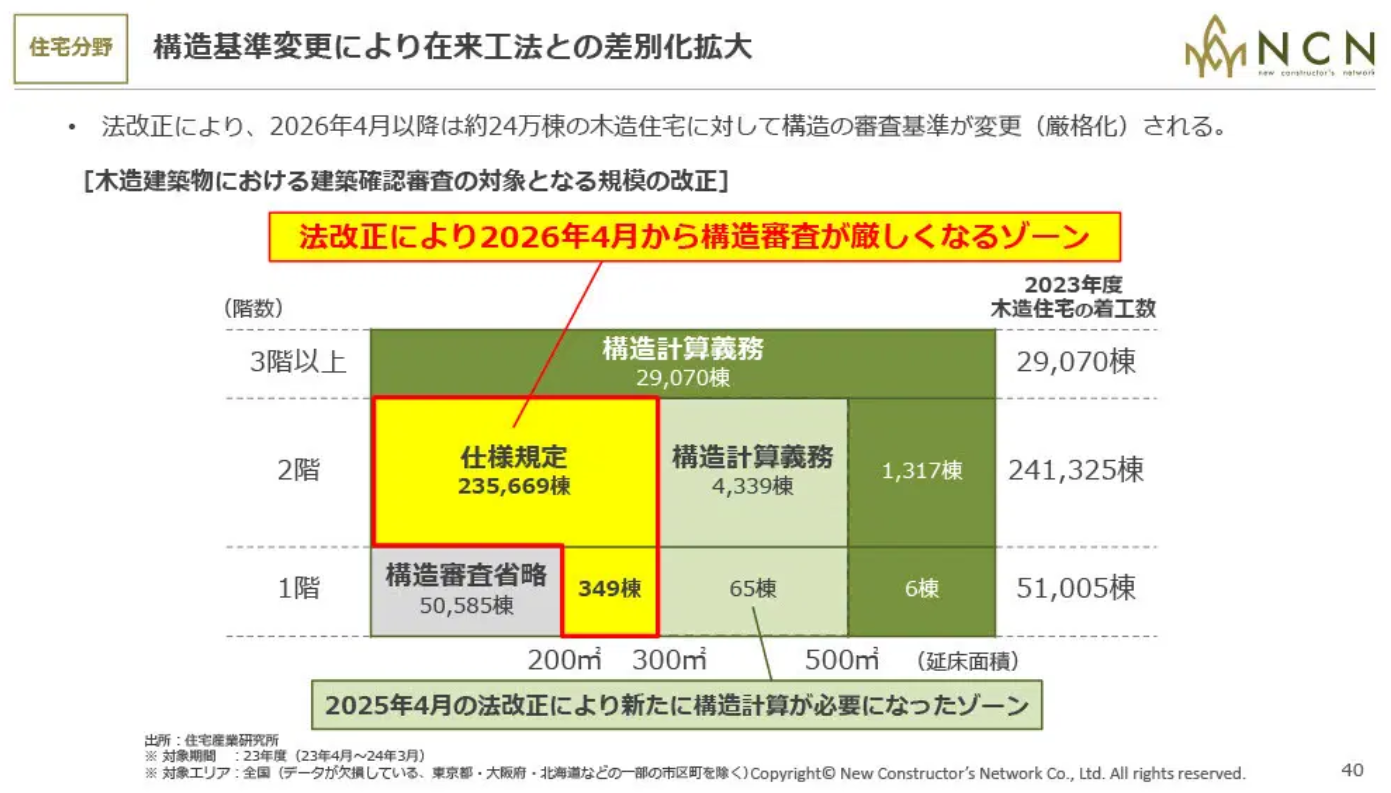 住宅分野
構造基準変更により在来工法との差別化拡大
NCN
new constructor's network
• 法改正により、2026年4月以降は約24万棟の木造住宅に対して構造の審査基準が変更（厳格化）される。
[木造建築物における建築確認審査の対象となる規模の改正]
法改正により2026年4月から構造審査が厳しくなるゾーン
（階数）
2023年度
木造住宅の着工数
3階以上
構造計算義務
29,070棟
29,070棟
2階
仕様規定
235,669棟
構造計算義務
4,339棟
1,317棟
241,325棟
1階
構造審査省略
50,585棟
349棟
65棟
6棟
51,005棟
200㎡
300㎡
500㎡
（延床面積）
2025年4月の法改正により新たに構造計算が必要になったゾーン
出所：住宅産業研究所
※ 対象期間　：23年度（23年4月～24年3月）
※ 対象エリア：全国（データが欠損している、東京都・大阪府・北海道などの一部の市区町を除く）
Copyright© New Constructor's Network Co., Ltd. All rights reserved.
40